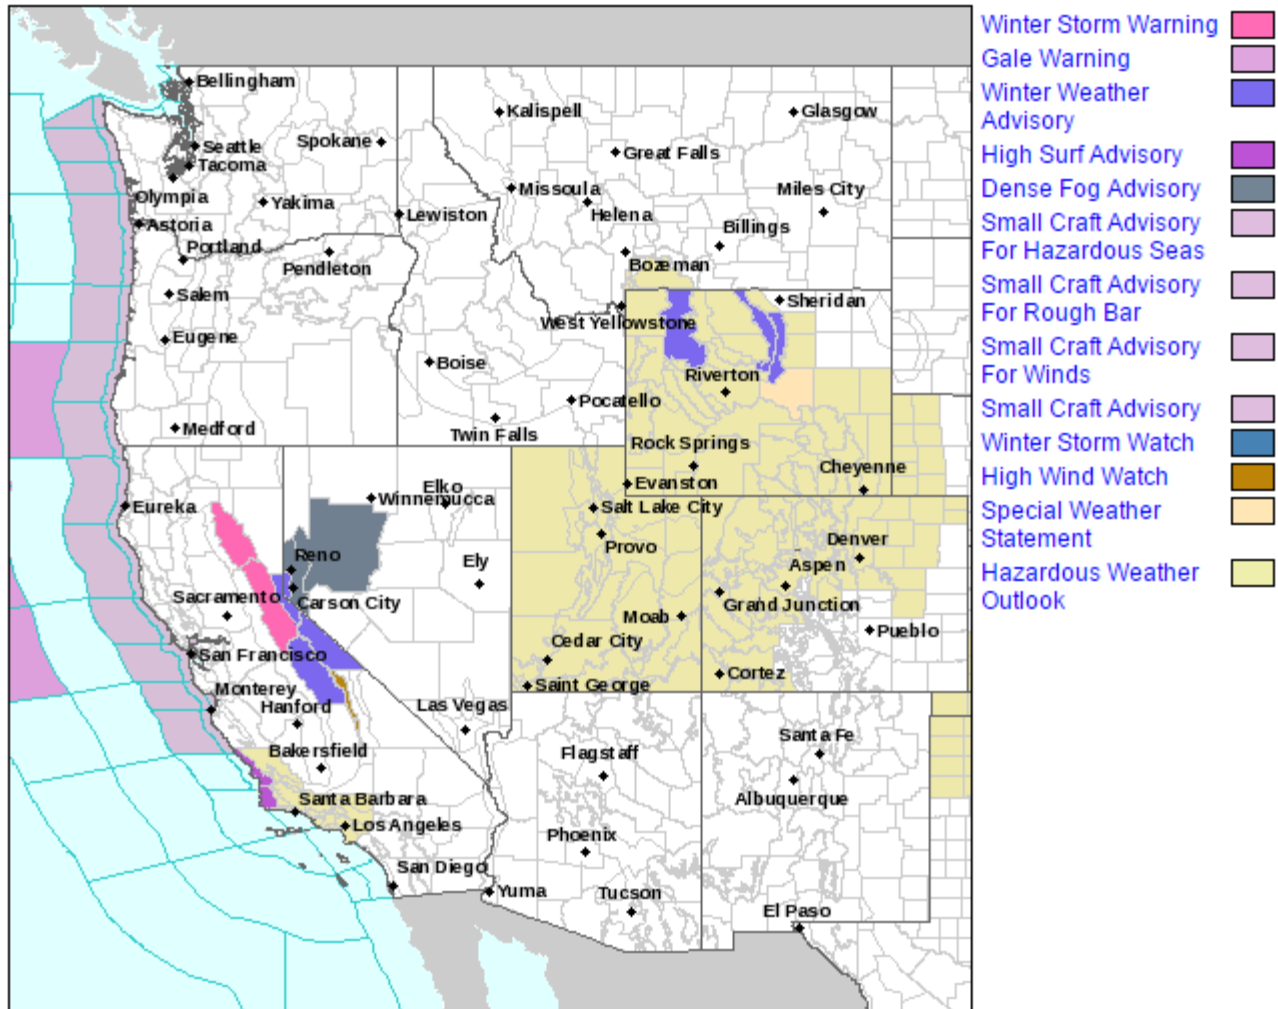 Bellingham
Seattle
Tacoma
Olympia
Astoria
Spokane
Yakima
Portland
Pendleton
Salem
Eugene
Medford
Lewiston
Kalispell
Glasgow
Great Falls
Missoula
Miles City
Helena
Billings
Bozeman
Sheridan
West Yellowstone
Boise
Riverton
Pocatello
Twin Falls
Rock Springs
Cheyenne
Evanston
Elko
Winnemucca
Eureka
Salt Lake City
Provo
Reno
Ely
Denver
Aspen
Sacramento
Carson City
Grand Junction
Moab
Pueblo
San Francisco
Cedar City
Cortez
Saint George
Monterey
Hanford
Las Vegas
Bakersfield
Flagstaff
Santa Fe
Albuquerque
Santa Barbara
Los Angeles
Phoenix
San Diego
Yuma
Tucson
El Paso
Winter Storm Warning
Gale Warning
Winter Weather
Advisory
High Surf Advisory
Dense Fog Advisory
Small Craft Advisory
For Hazardous Seas
Small Craft Advisory
For Rough Bar
Small Craft Advisory
For Winds
Small Craft Advisory
Winter Storm Watch
High Wind Watch
Special Weather
Statement
Hazardous Weather
Outlook